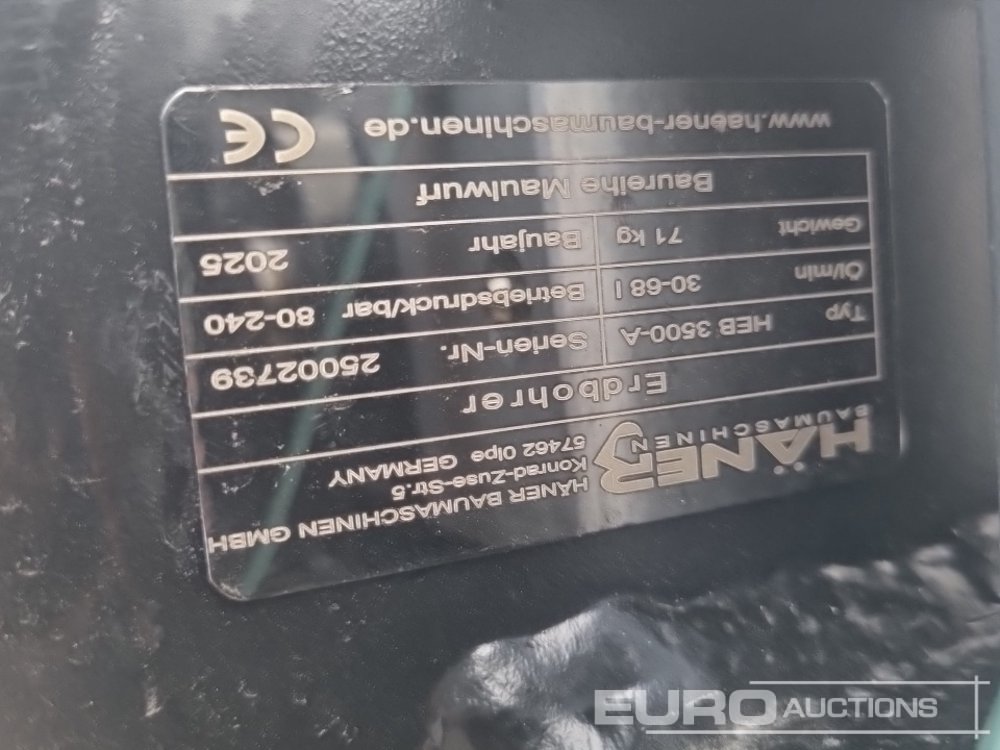 HÄNER
BAUMASCHINEN
HÄNER BAUMASCHINEN GMBH
Konrad-Zuse-Str.5
57462 Olpe GERMANY
Erdbohrer
Typ HEB 3500-A Serien-Nr. 25002739
Öl/min 30-68 l Betriebsdruck/bar 80-240
Gewicht 71 kg Baujahr 2025
Baureihe Maulwurf
www.haener-baumaschinen.de CE
EURO AUCTIONS